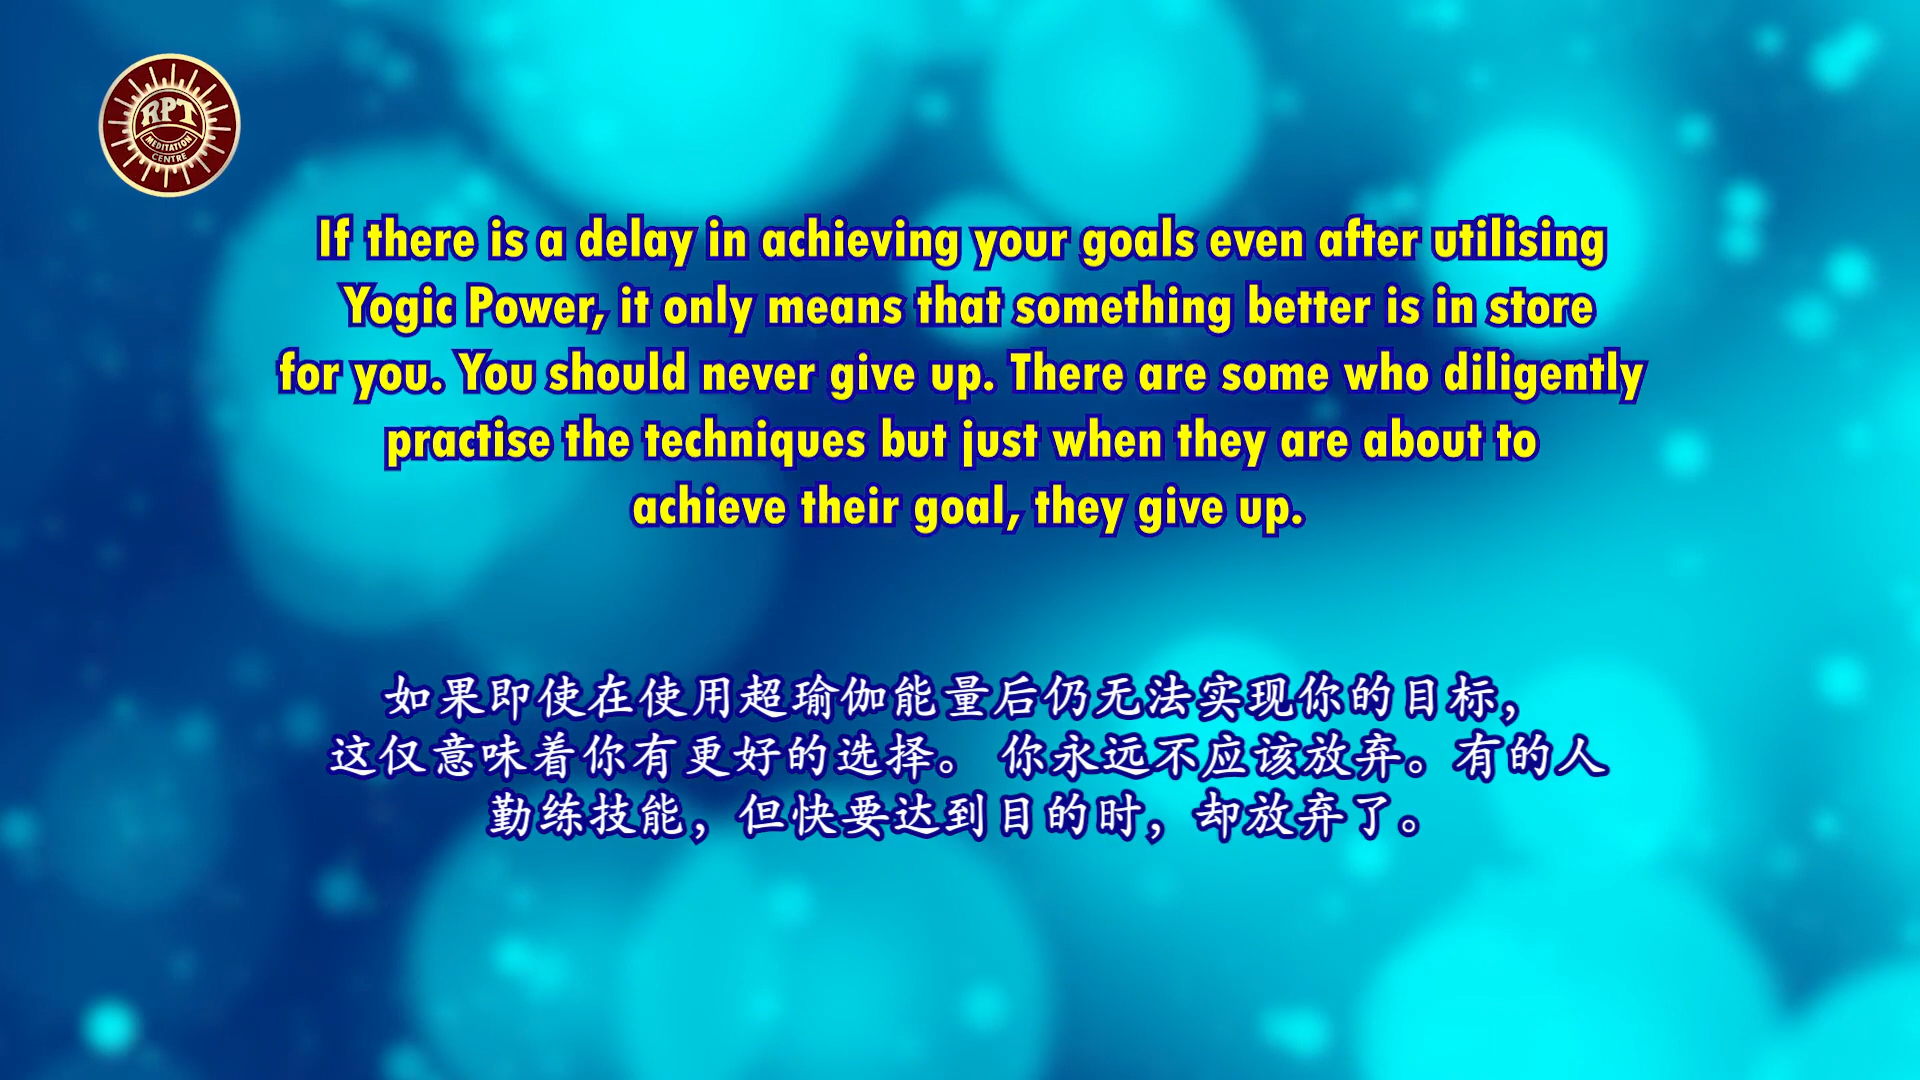 RPT
MEDITATION
CENTRE
If there is a delay in achieving your goals even after utilising
Yogic Power, it only means that something better is in store
for you. You should never give up. There are some who diligently
practise the techniques but just when they are about to
achieve their goal, they give up.
如果即使在使用超瑜伽能量后仍无法实现你的目标，
这仅意味着你有更好的选择。 你永远不应该放弃。有的人
勤练技能，但快要达到目的时，却放弃了。